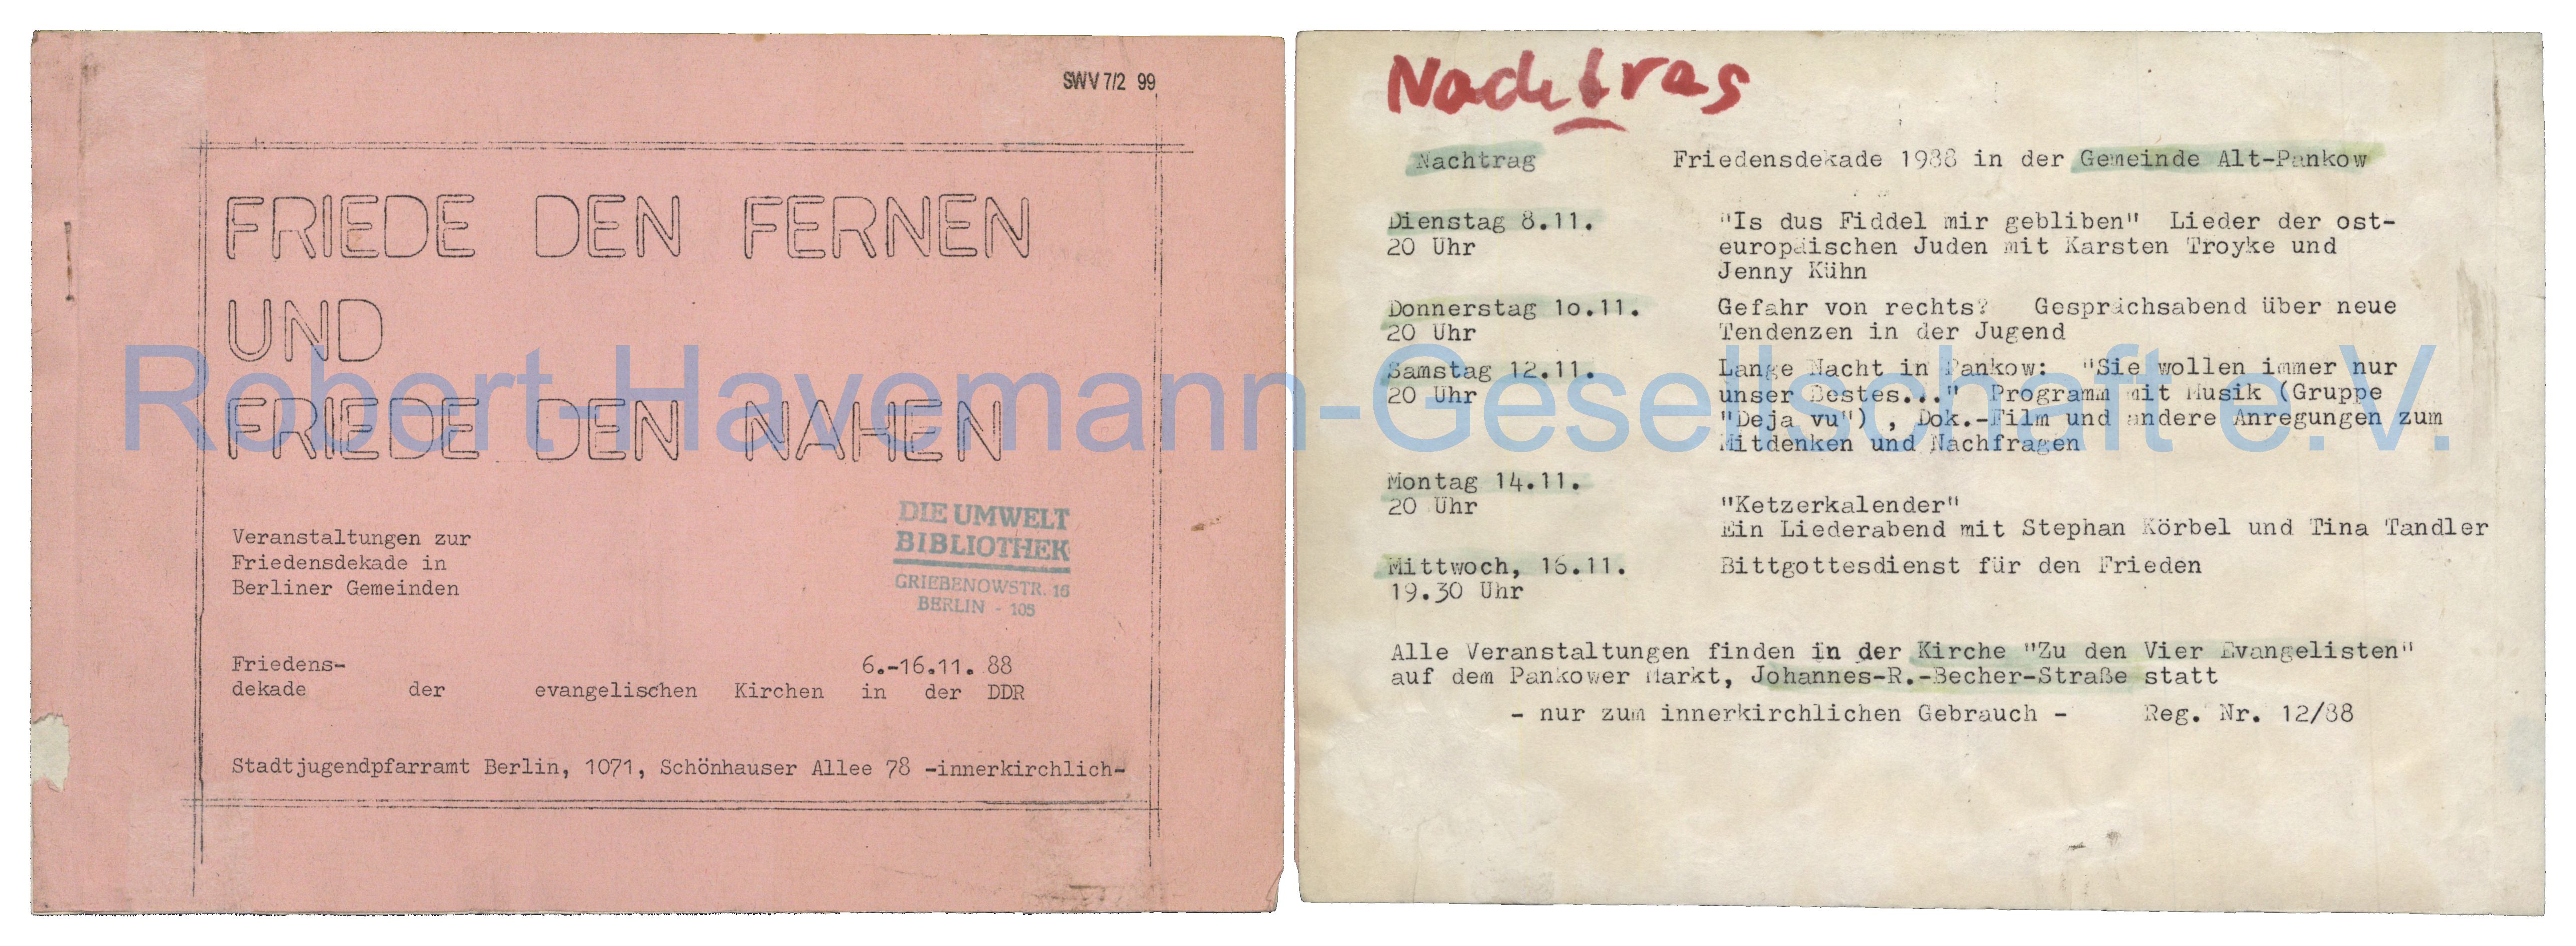 SWV 7/2 99
FRIEDE DEN FERNEN
UND
FRIEDE DEN NAHEN
Veranstaltungen zur
Friedensdekade in
Berliner Gemeinden
DIE UMWELT
BIBLIOTHEK
GRIEBENOWSTR. 16
BERLIN - 105
Friedens- 6.-16.11. 88
dekade der evangelischen Kirchen in der DDR
Stadtjugendpfarramt Berlin, 1071, Schönhauser Allee 78 -innerkirchlich-
Nachtrag
Nachtrag Friedensdekade 1988 in der Gemeinde Alt-Pankow
Dienstag 8.11. "Is dus Fiddel mir gebliben" Lieder der ost-
20 Uhr europäischen Juden mit Karsten Troyke und
Jenny Kühn
Donnerstag 10.11. Gefahr von rechts? Gesprächsabend über neue
20 Uhr Tendenzen in der Jugend
Samstag 12.11. Lange Nacht in Pankow: "Sie wollen immer nur
20 Uhr unser Bestes..." Programm mit Musik (Gruppe
"Deja vu") , Dok.-Film und andere Anregungen zum
Mitdenken und Nachfragen
Montag 14.11.
20 Uhr "Ketzerkalender"
Ein Liederabend mit Stephan Körbel und Tina Tandler
Mittwoch, 16.11. Bittgottesdienst für den Frieden
19.30 Uhr
Alle Veranstaltungen finden in der Kirche "Zu den Vier Evangelisten"
auf dem Pankower Markt, Johannes-R.-Becher-Straße statt
- nur zum innerkirchlichen Gebrauch - Reg. Nr. 12/88
Robert-Havemann-Gesellschaft e.V.